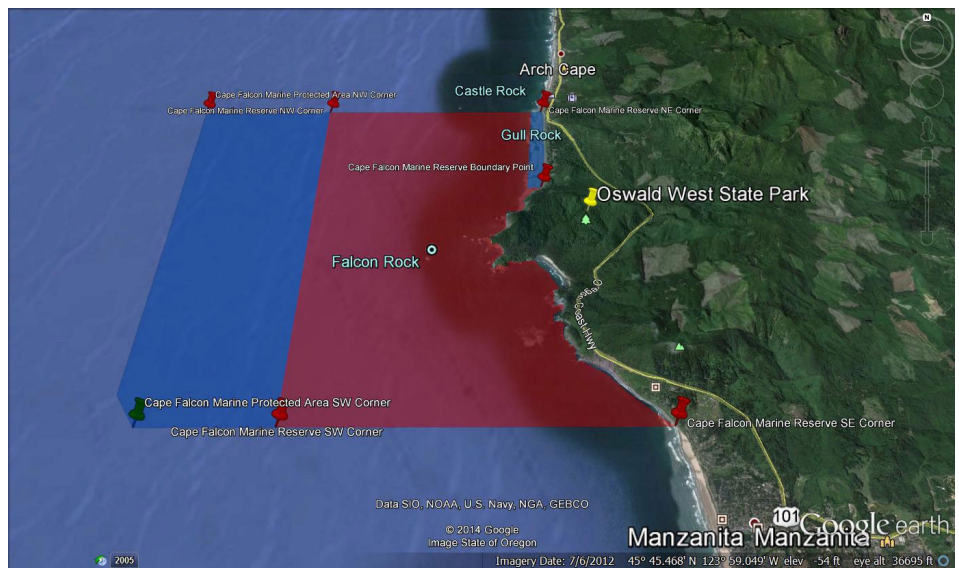 N
Arch Cape
Castle Rock
Cape Falcon Marine Protected Area NW Corner
Cape Falcon Marine Reserve NW Corner
Cape Falcon Marine Reserve NE Corner
Gull Rock
Cape Falcon Marine Reserve Boundary Point
Oswald West State Park
Falcon Rock
Coast Hwy
Cape Falcon Marine Protected Area SW Corner
Cape Falcon Marine Reserve SW Corner
Cape Falcon Marine Reserve SE Corner
Data SIO, NOAA, U.S. Navy, NGA, GEBCO
© 2014 Google
Image State of Oregon
101
Google earth
Manzanita Manzanita
2005
Imagery Date: 7/6/2012 45° 45.468' N 123° 59.049' W elev -54 ft eye alt 36695 ft